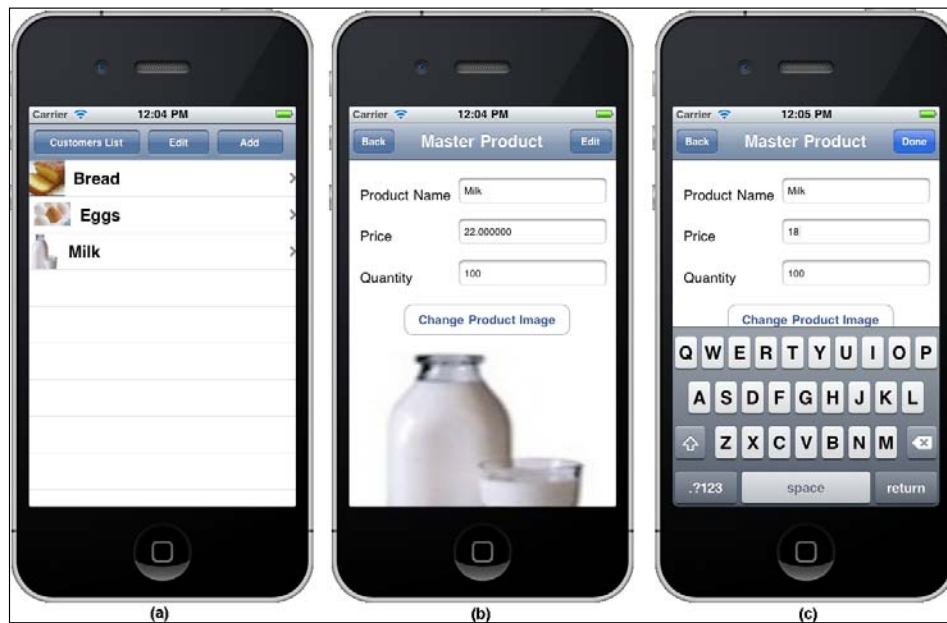 Carrier 12:04 PM
Customers List Edit Add
Bread
Eggs
Milk
(a)
Carrier 12:04 PM
Back Master Product Edit
Product Name Milk
Price 22.000000
Quantity 100
Change Product Image
(b)
Carrier 12:05 PM
Back Master Product Done
Product Name Milk
Price 18
Quantity 100
Change Product Image
Q W E R T Y U I O P
A S D F G H J K L
Z X C V B N M
.?123 space return
(c)